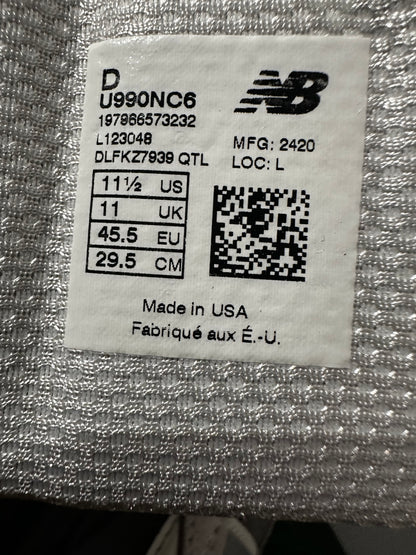 D
U990NC6
NB
197966573232
L123048
MFG: 2420
DLFKZ7939 QTL
LOC: L
11½ US
11 UK
45.5 EU
29.5 CM
Made in USA
Fabriqué aux É.-U.